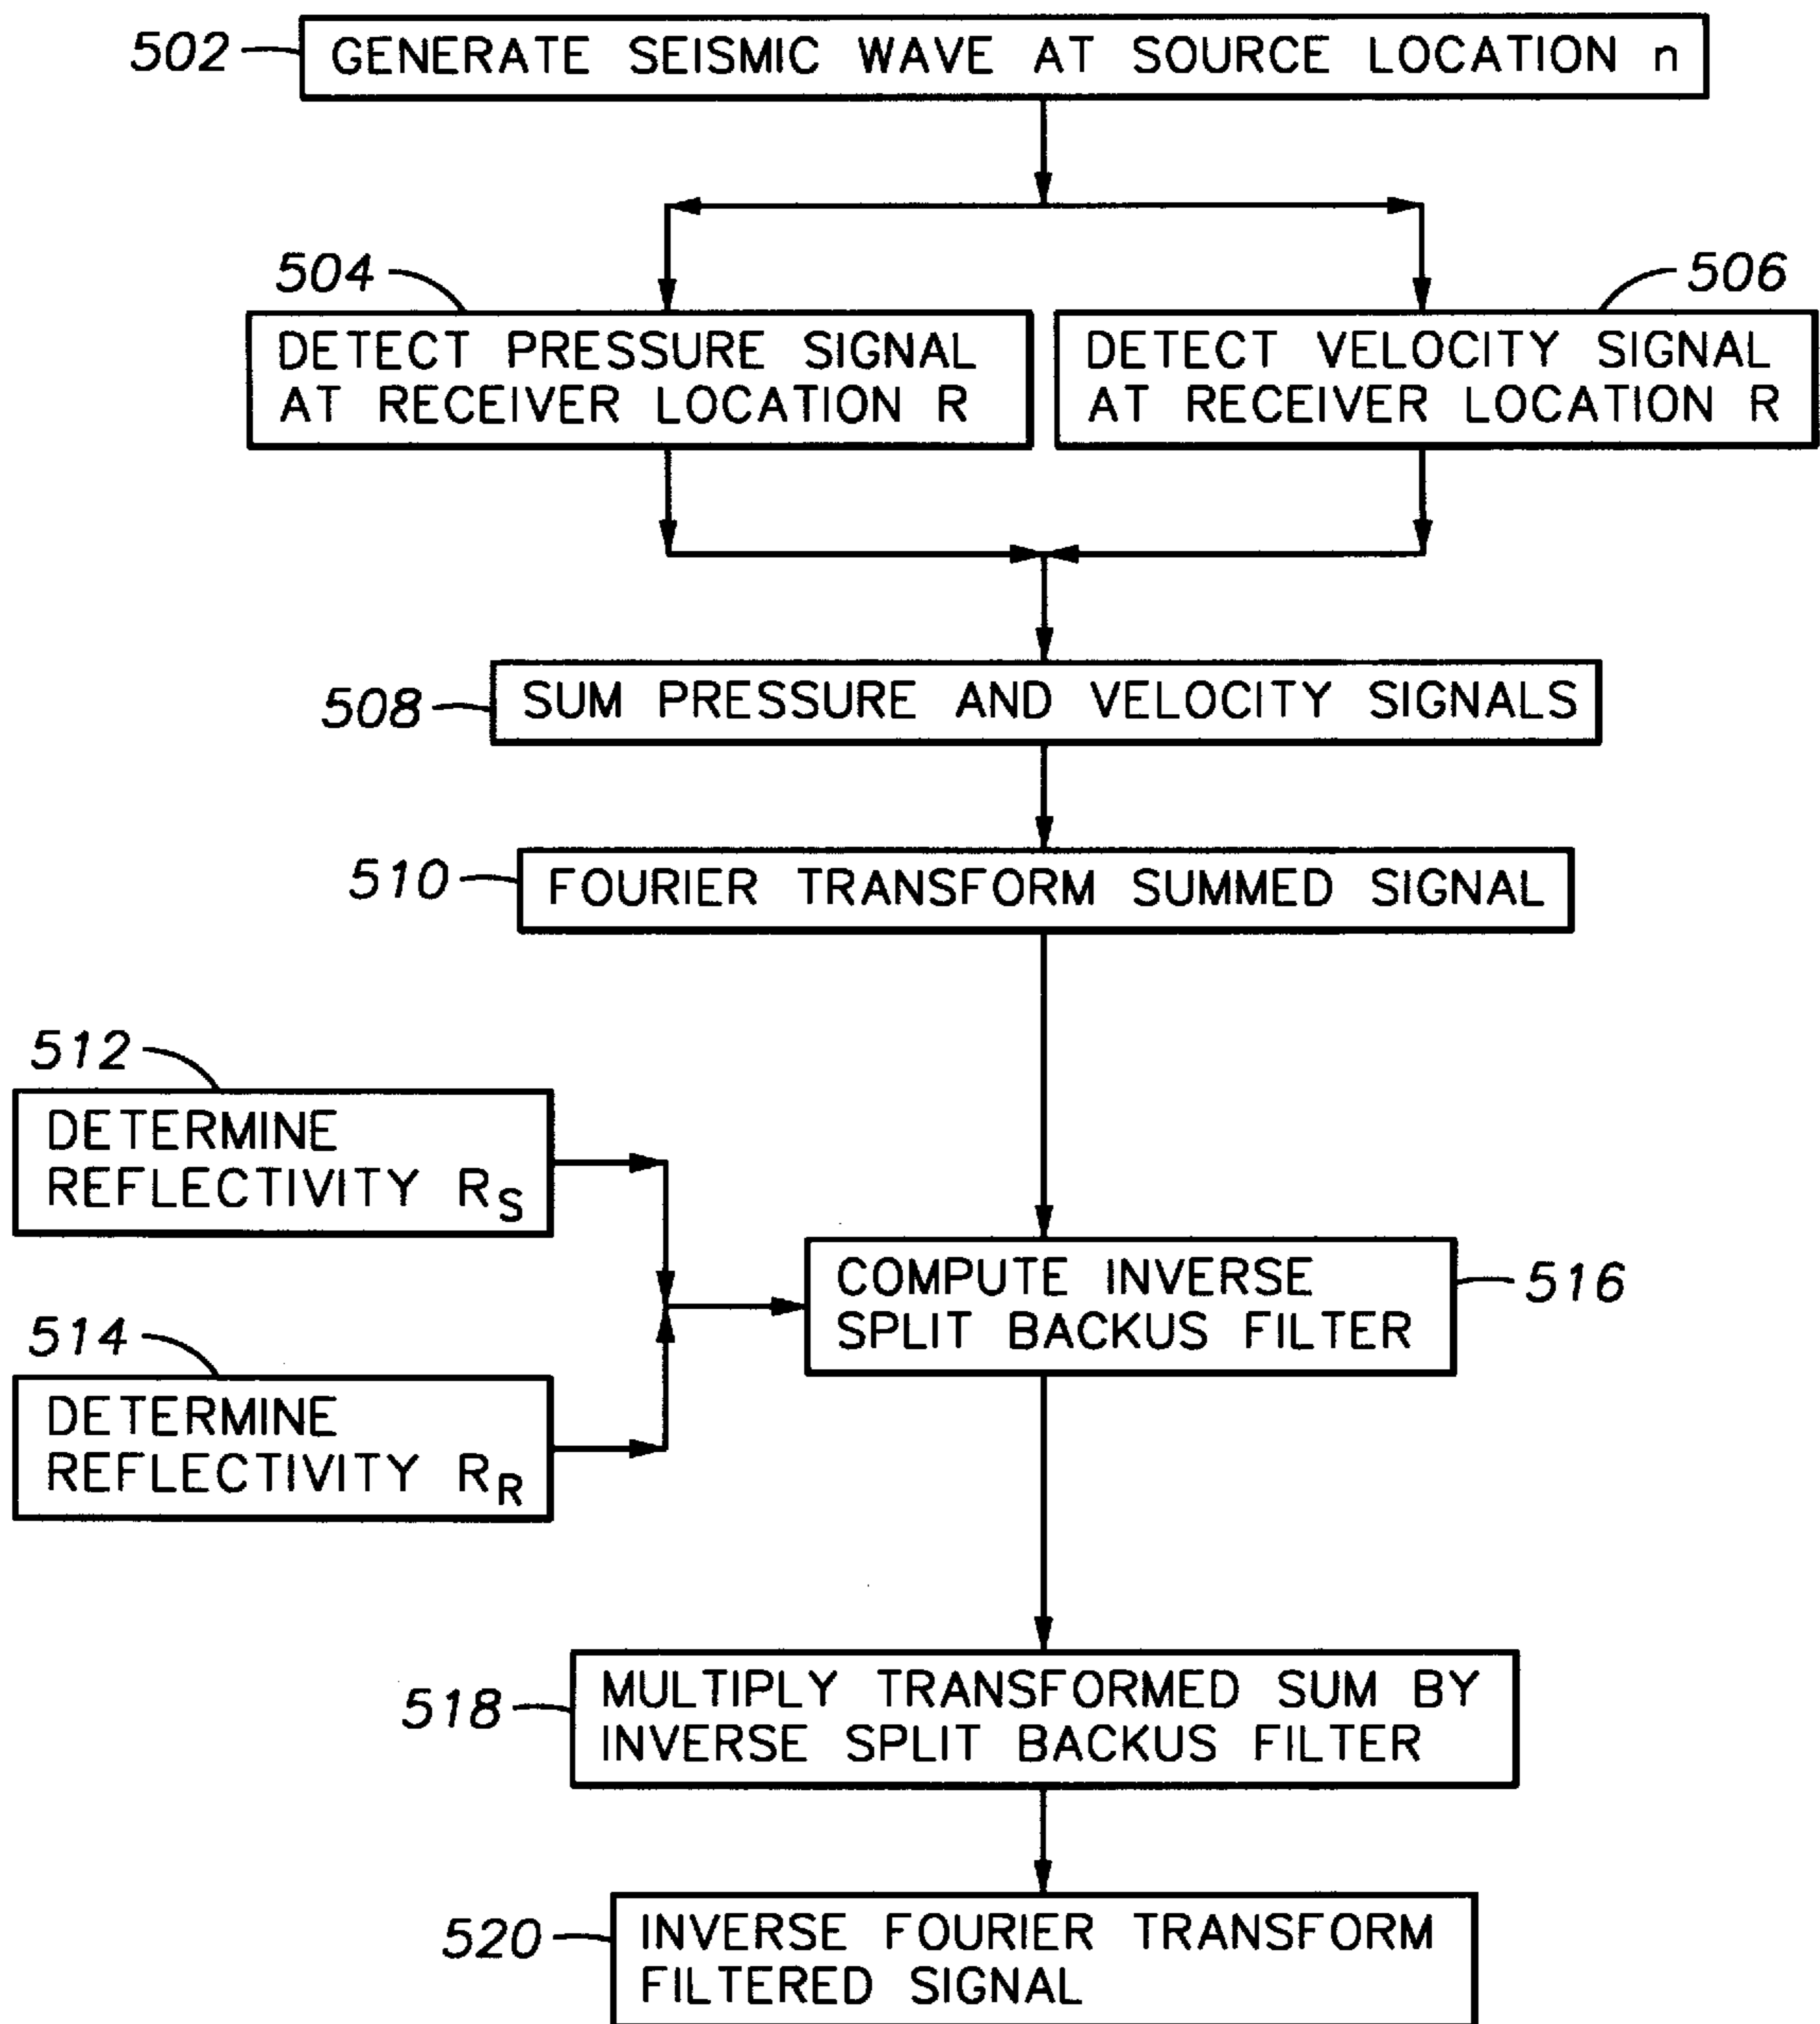 502
GENERATE SEISMIC WAVE AT SOURCE LOCATION n
504
506
DETECT PRESSURE SIGNAL
AT RECEIVER LOCATION R
DETECT VELOCITY SIGNAL
AT RECEIVER LOCATION R
508
SUM PRESSURE AND VELOCITY SIGNALS
510
FOURIER TRANSFORM SUMMED SIGNAL
512
DETERMINE
REFLECTIVITY RS
514
DETERMINE
REFLECTIVITY RR
COMPUTE INVERSE
SPLIT BACKUS FILTER
516
518
MULTIPLY TRANSFORMED SUM BY
INVERSE SPLIT BACKUS FILTER
520
INVERSE FOURIER TRANSFORM
FILTERED SIGNAL